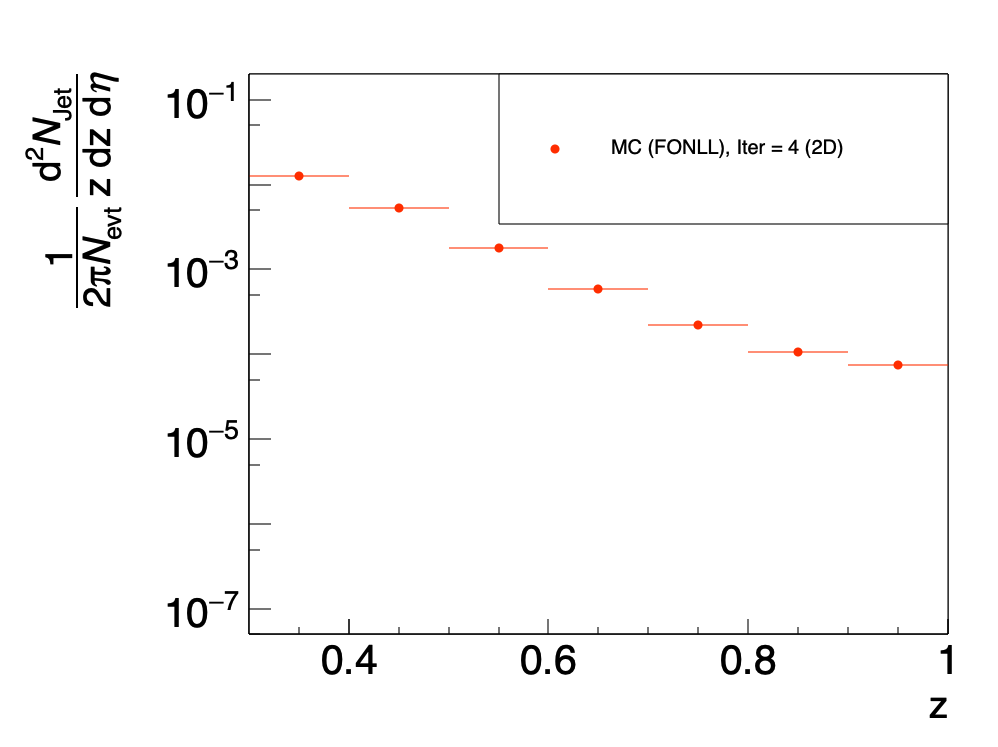 1/(2πN_evt) d²N_Jet/(z dz dη)
MC (FONLL), Iter = 4 (2D)
10⁻¹
10⁻³
10⁻⁵
10⁻⁷
0.4 0.6 0.8 1
z